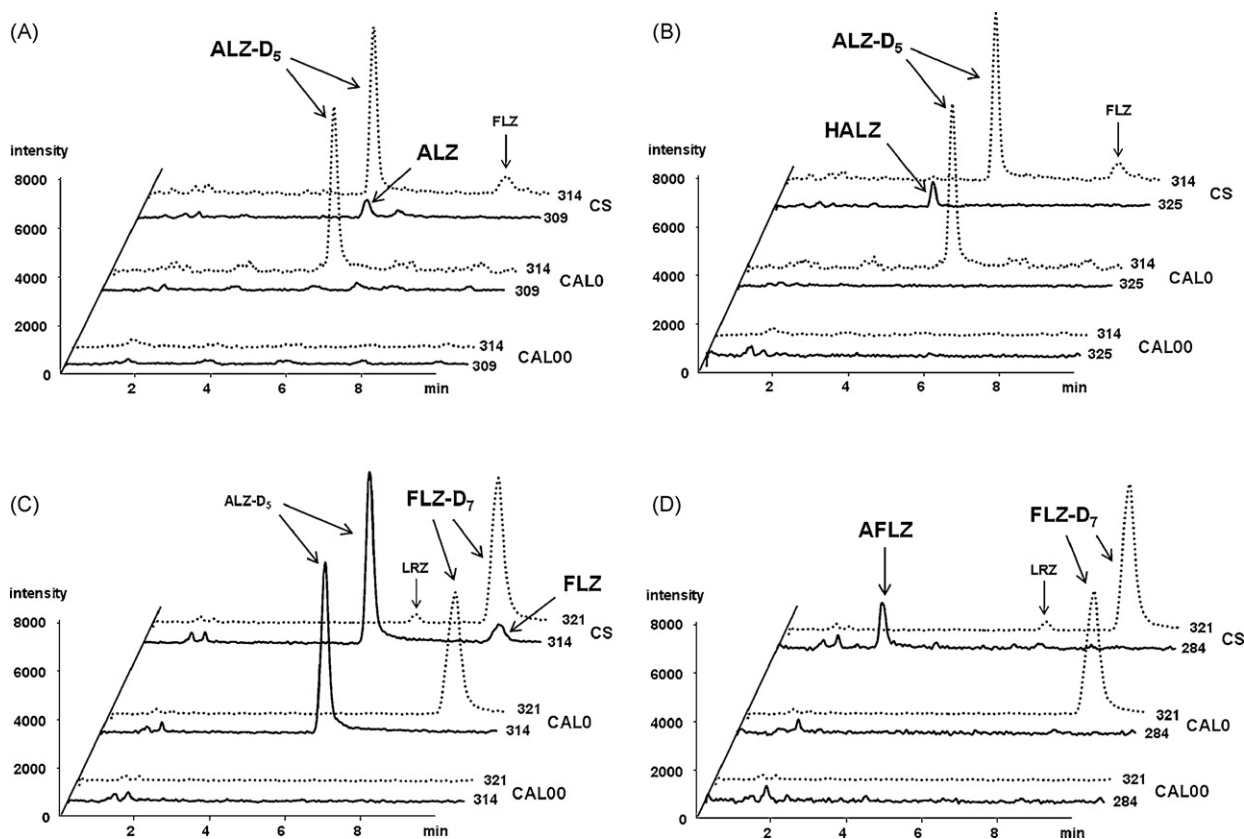 (A)
ALZ-D5
FLZ
intensity
ALZ
8000
314
CS
309
6000
4000
314
CAL0
309
2000
314
CAL00
309
0
2 4 6 8 min
(B)
ALZ-D5
FLZ
HALZ
intensity
8000
314
CS
325
6000
4000
314
CAL0
325
2000
314
CAL00
325
0
2 4 6 8 min
(C)
ALZ-D5
FLZ-D7
LRZ
FLZ
intensity
8000
321
CS
314
6000
4000
321
CAL0
314
2000
321
CAL00
314
0
2 4 6 8 min
(D)
AFLZ
FLZ-D7
LRZ
intensity
8000
321
CS
284
6000
4000
321
CAL0
284
2000
321
CAL00
284
0
2 4 6 8 min